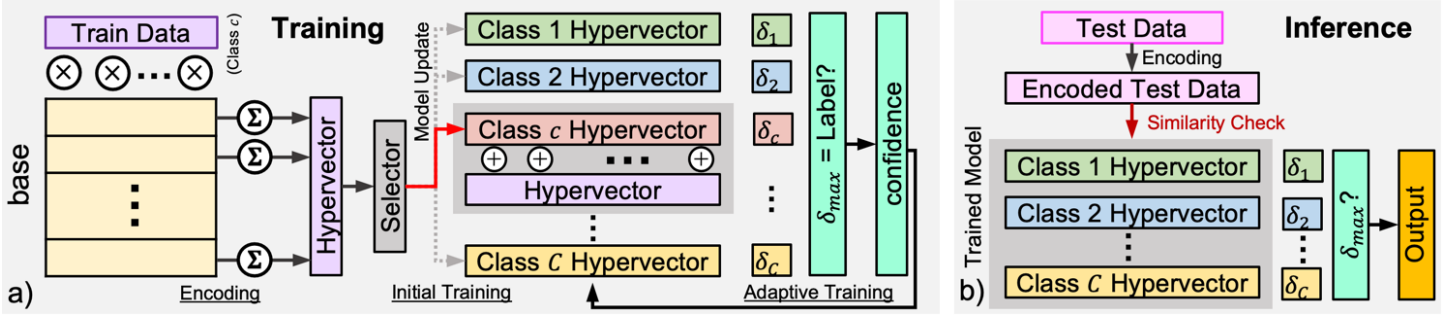 Training
Train Data
(Class c)
base
Σ
Σ
Σ
Encoding
Hypervector
Selector
Initial Training
Model Update
Class 1 Hypervector
δ1
Class 2 Hypervector
δ2
Class c Hypervector
δc
Hypervector
Class C Hypervector
δC
δmax = Label?
confidence
Adaptive Training
a)
Inference
Test Data
Encoding
Encoded Test Data
Similarity Check
Trained Model
Class 1 Hypervector
δ1
Class 2 Hypervector
δ2
Class C Hypervector
δC
δmax?
Output
b)